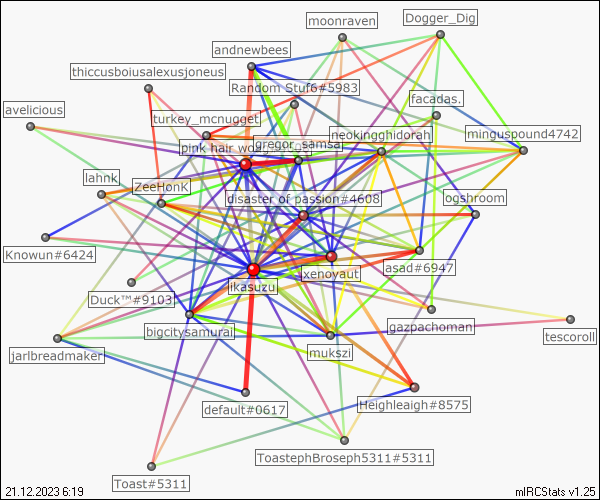 moonraven
Dogger_Dig
andnewbees
thiccusboiusalexusjoneus
Random Stuf6#5983
facadas.
avelicious
turkey_mcnugget
neokingghidorah
minguspound4742
pink hair wo
gregor_samsa
lahnk
ZeeHonk
disaster of passion#4608
ogshroom
Knowun#6424
xenoyaut
asad#6947
ikasuzu
Duck™#9103
bigcitysamurai
gazpachoman
tescoroll
jarlbreadmaker
mukszi
default#0617
Heighleigh#8575
ToastephBroseph5311#5311
Toast#5311
21.12.2023 6:19
mIRCStats v1.25